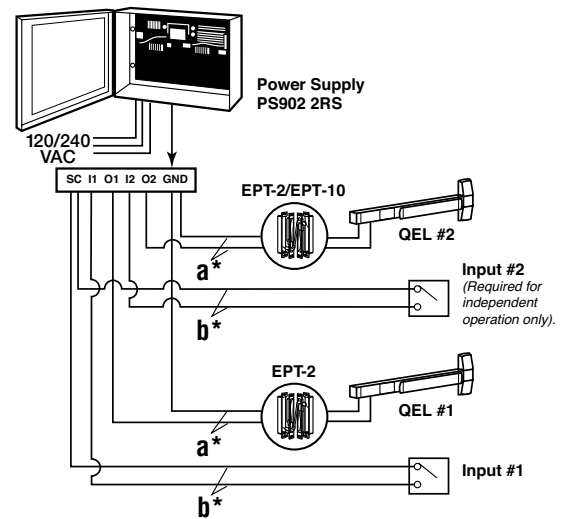 Power Supply
PS902 2RS
120/240
VAC
SC I1 O1 I2 O2 GND
EPT-2/EPT-10
QEL #2
a*
Input #2
(Required for
independent
operation only).
b*
EPT-2
QEL #1
a*
Input #1
b*